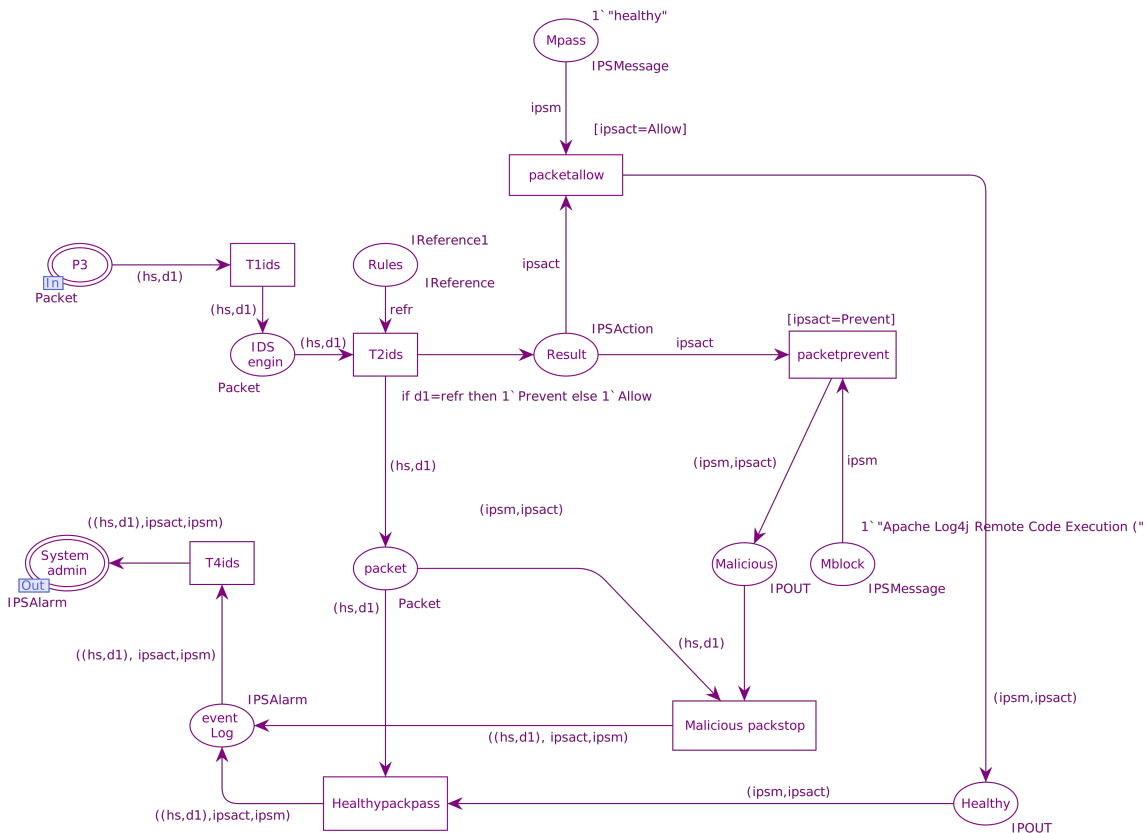 1`"healthy"
Mpass
IPSMessage
ipsm
[ipsact=Allow]
packetallow
P3
In
Packet
(hs,d1)
T1ids
IReference1
Rules
IReference
ipsact
(hs,d1)
refr
IDS
engin
Packet
(hs,d1)
T2ids
IPSAction
Result
ipsact
[ipsact=Prevent]
packetprevent
if d1=refr then 1`Prevent else 1`Allow
(hs,d1)
(ipsm,ipsact)
ipsm
(ipsm,ipsact)
((hs,d1),ipsact,ipsm)
1`"Apache Log4j Remote Code Execution ("
System
admin
Out
IPSAlarm
T4ids
packet
Packet
(hs,d1)
Malicious
IPOUT
Mblock
IPSMessage
(hs,d1)
((hs,d1), ipsact,ipsm)
IPSAlarm
event
Log
Malicious packstop
((hs,d1), ipsact,ipsm)
(ipsm,ipsact)
Healthypackpass
((hs,d1),ipsact,ipsm)
(ipsm,ipsact)
Healthy
IPOUT